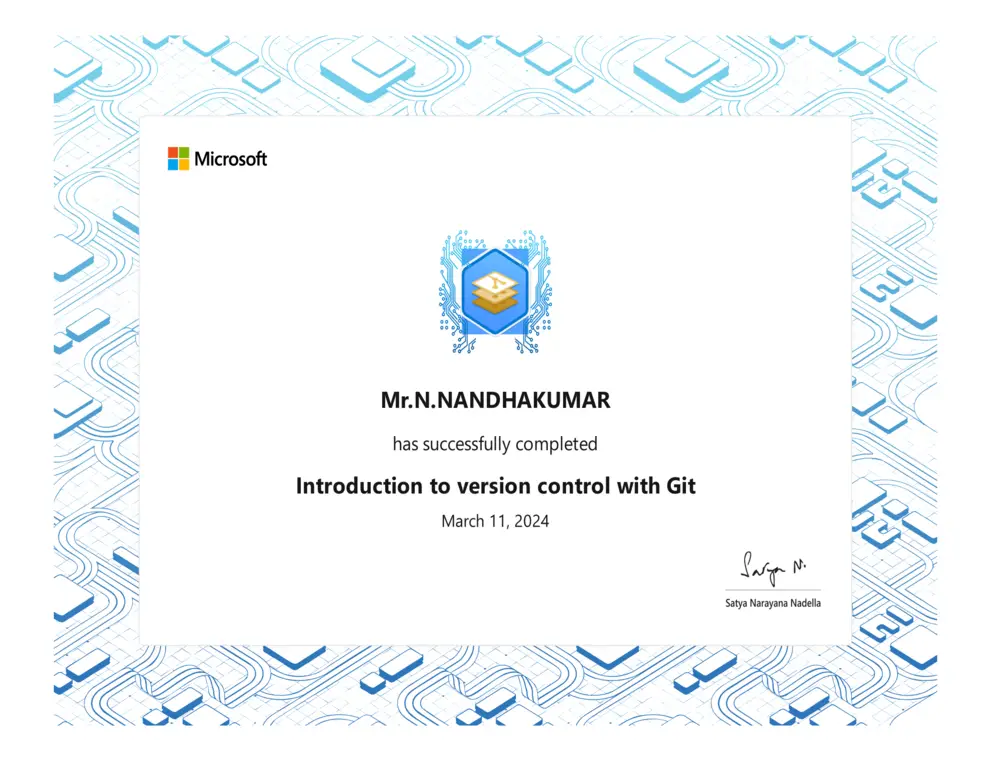 Microsoft
Mr.N.NANDHAKUMAR
has successfully completed
Introduction to version control with Git
March 11, 2024
Satya N.
Satya Narayana Nadella